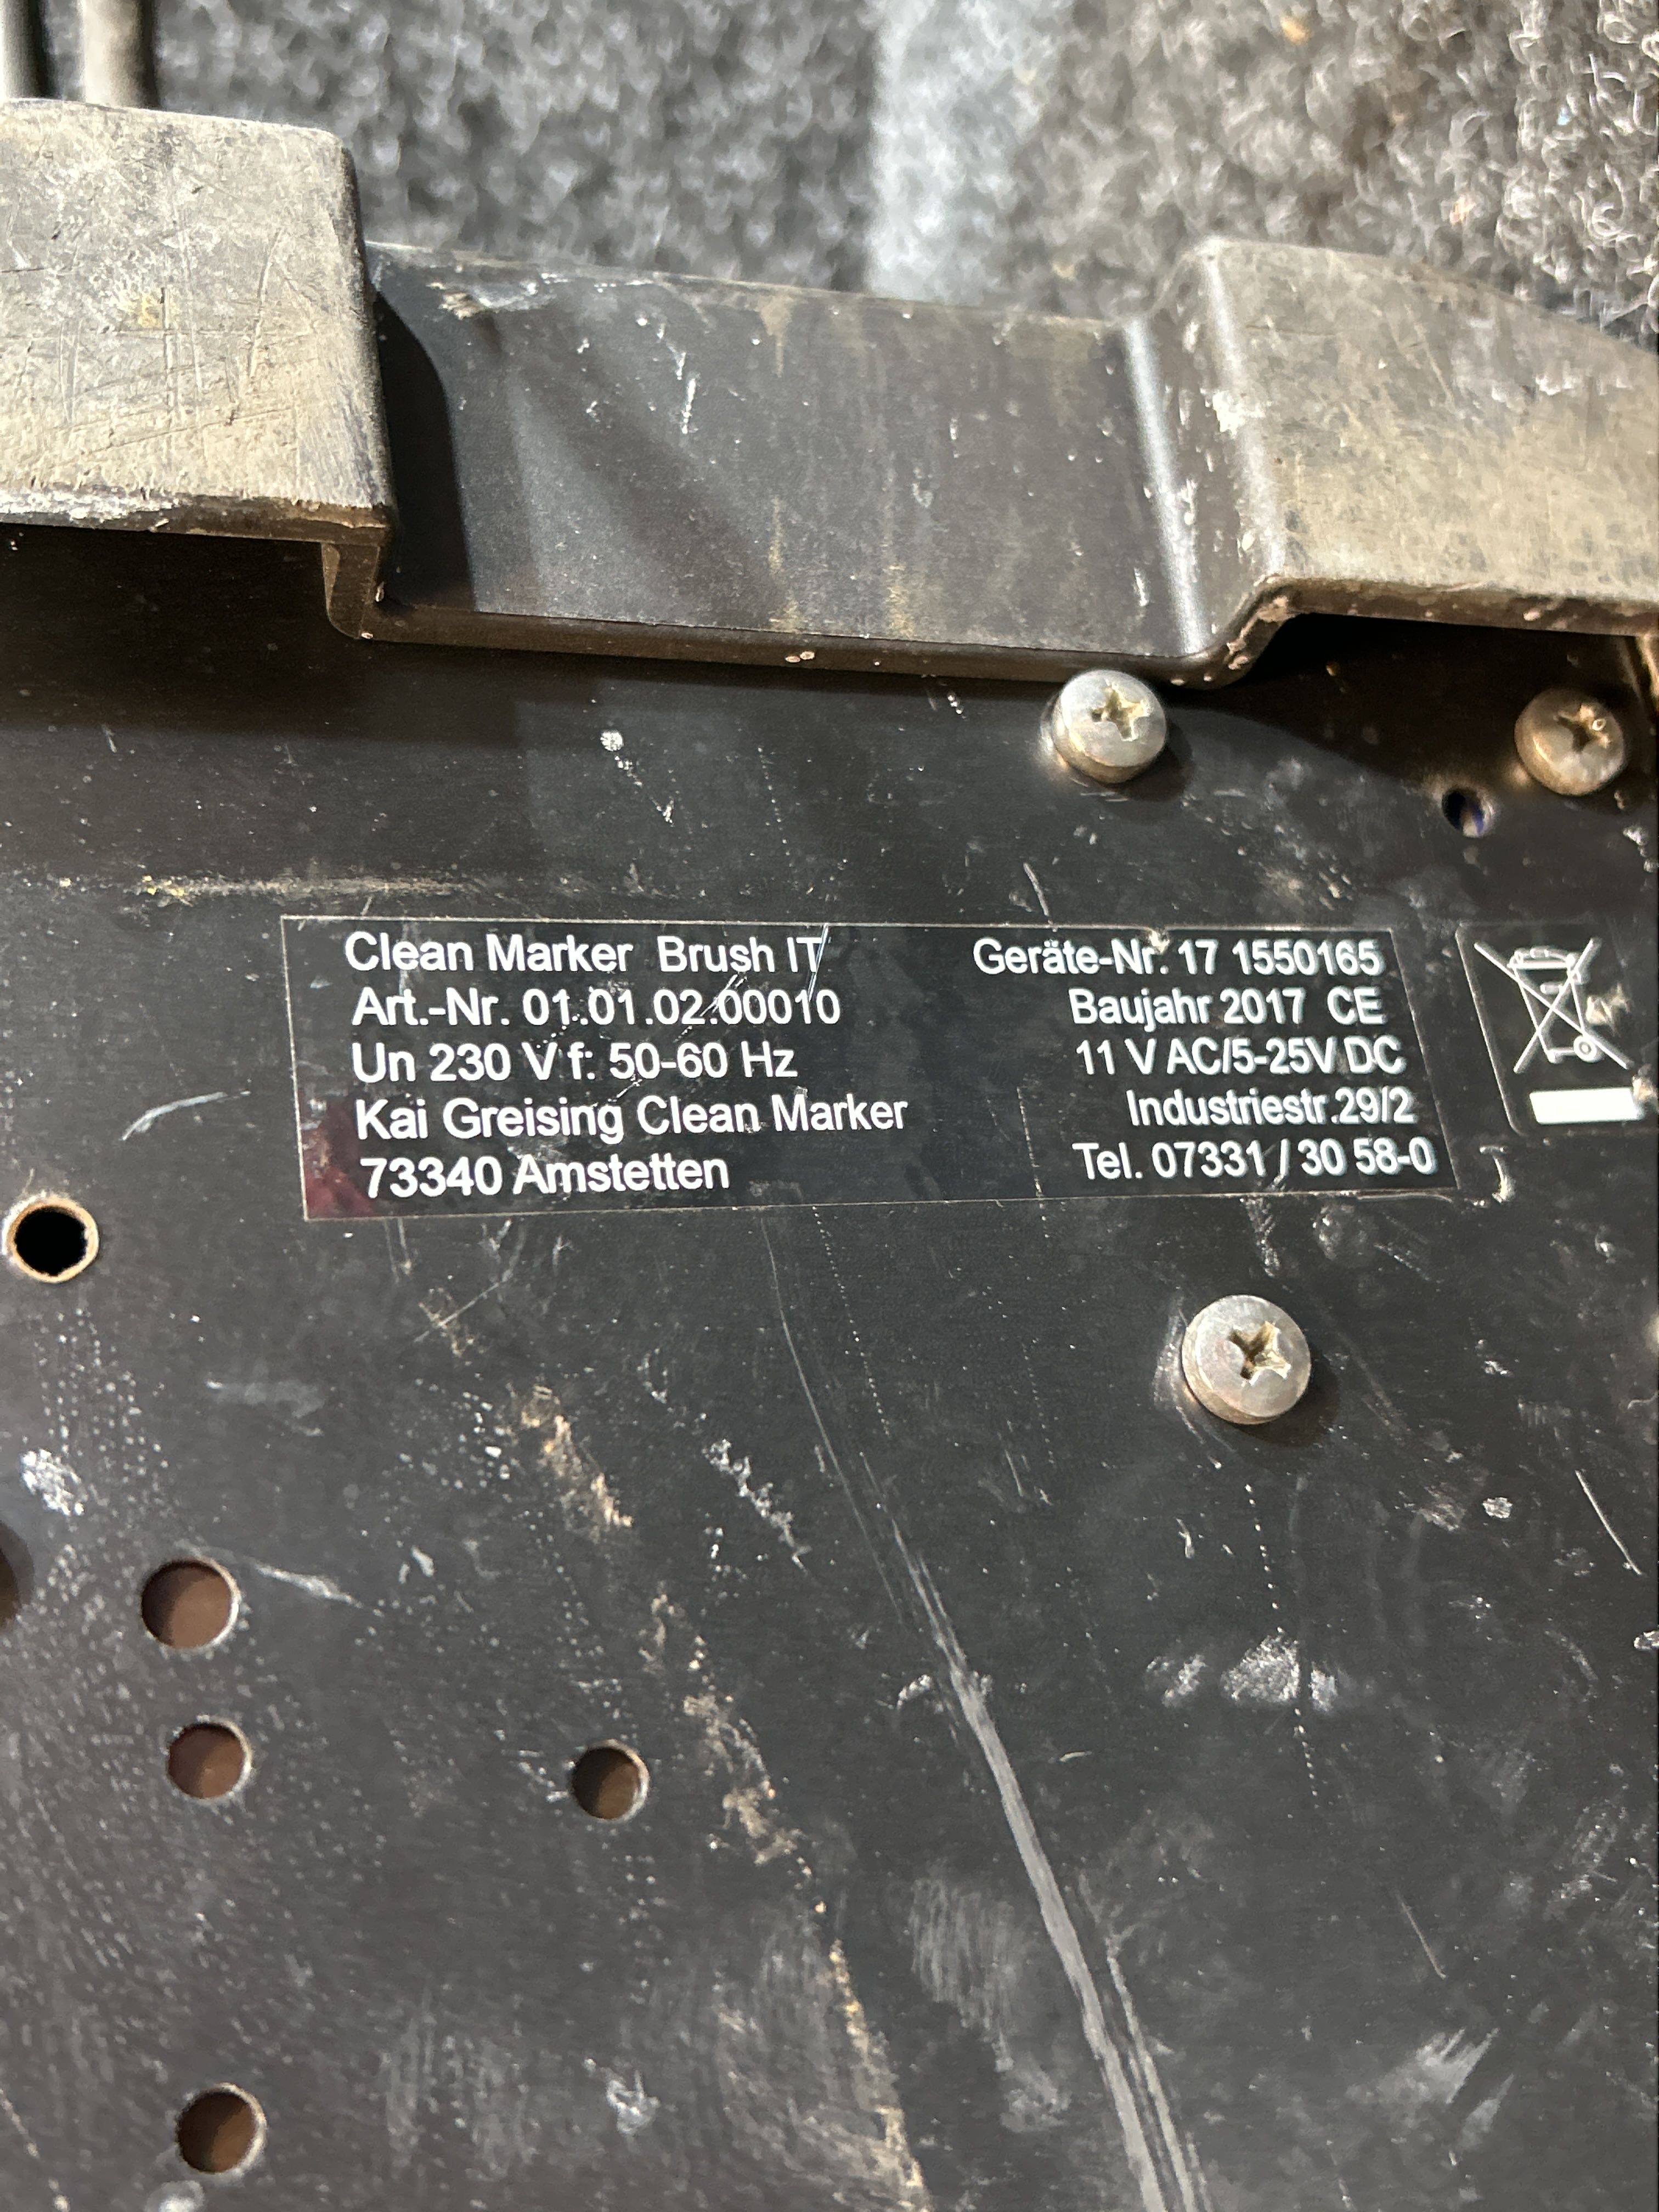 Clean Marker Brush IT Geräte-Nr. 17 1550165
Art.-Nr. 01.01.02.00010 Baujahr 2017 CE
Un 230 V f: 50-60 Hz 11 V AC/5-25V DC
Kai Greising Clean Marker Industriestr.29/2
73340 Amstetten Tel. 07331 / 30 58-0